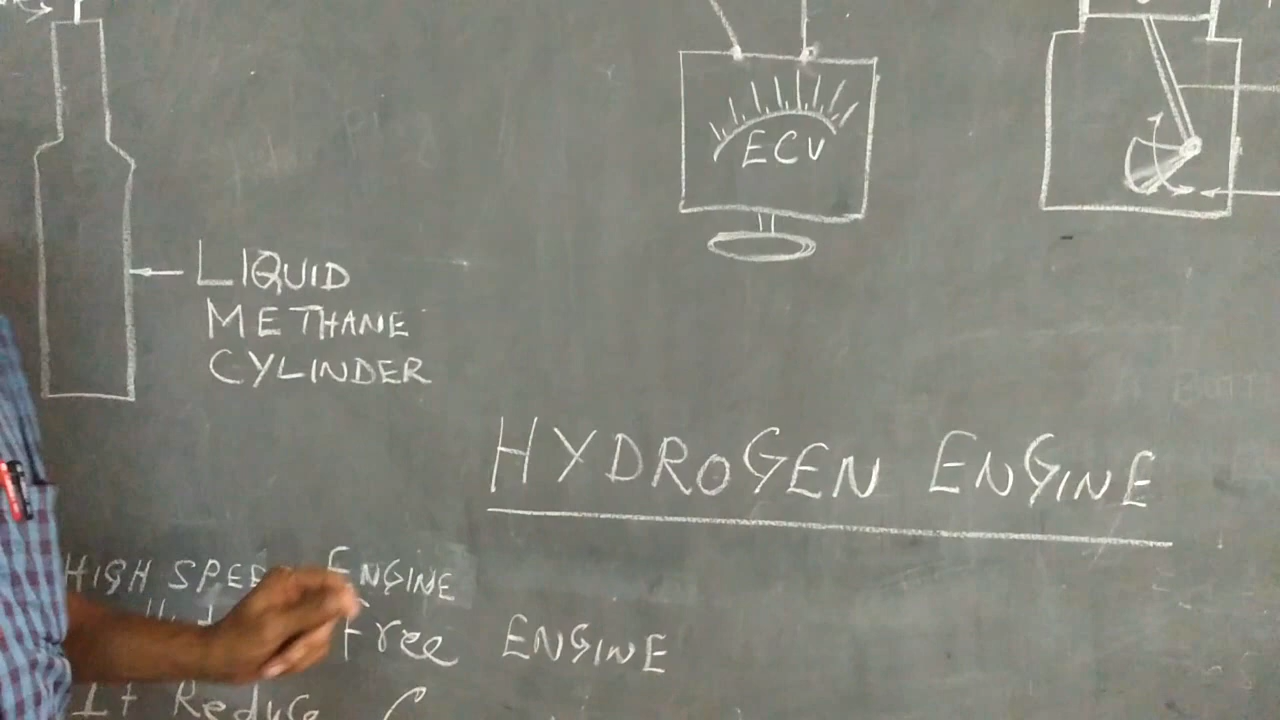 ECU
LIQUID
METHANE
CYLINDER
HYDROGEN ENGINE
HIGH SPEED ENGINE
Free ENGINE
It Reduce